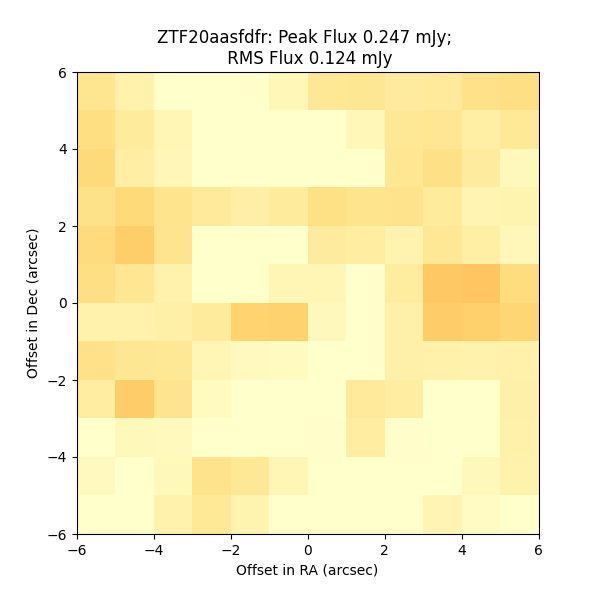 ZTF20aasfdfr: Peak Flux 0.247 mJy;
RMS Flux 0.124 mJy
6
4
2
0
−2
−4
−6
Offset in Dec (arcsec)
−6 −4 −2 0 2 4 6
Offset in RA (arcsec)